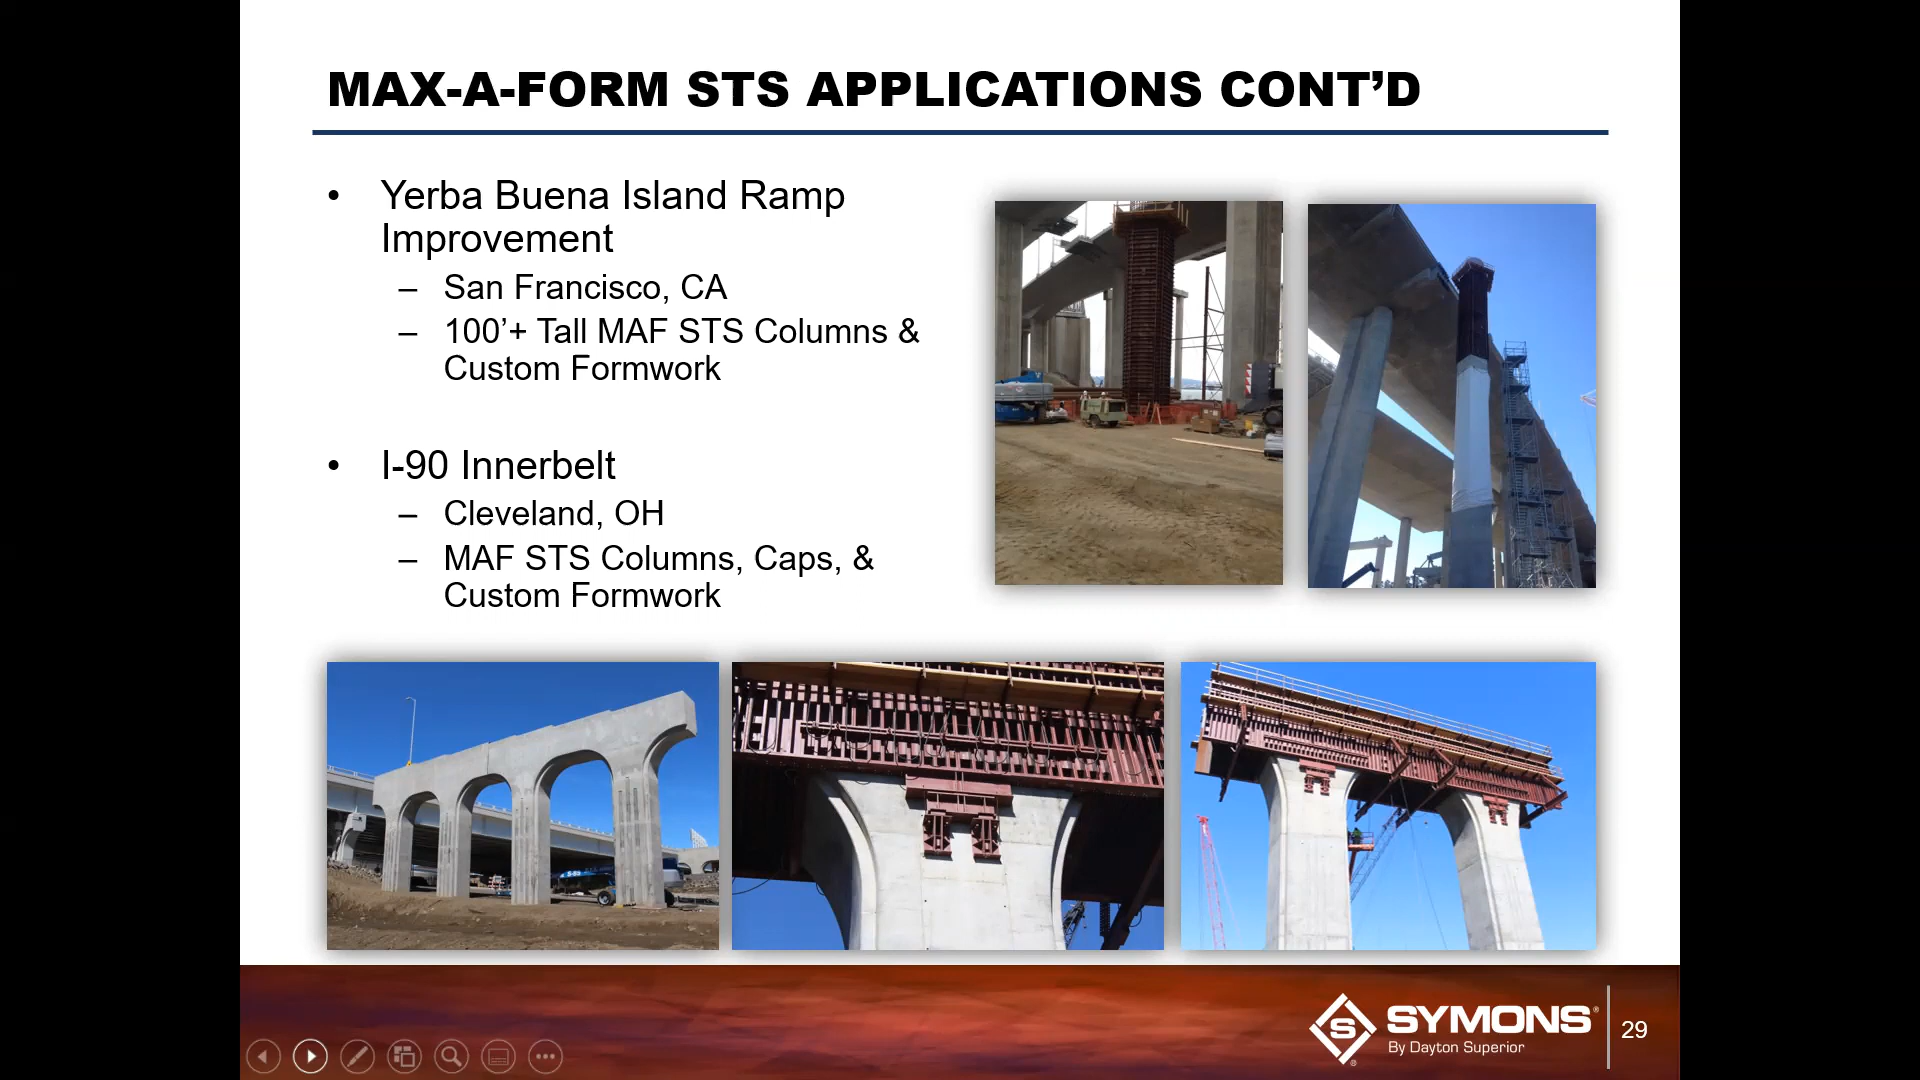 MAX-A-FORM STS APPLICATIONS CONT’D
• Yerba Buena Island Ramp
Improvement
– San Francisco, CA
– 100’+ Tall MAF STS Columns &
Custom Formwork
• I-90 Innerbelt
– Cleveland, OH
– MAF STS Columns, Caps, &
Custom Formwork
S SYMONS®
By Dayton Superior
29